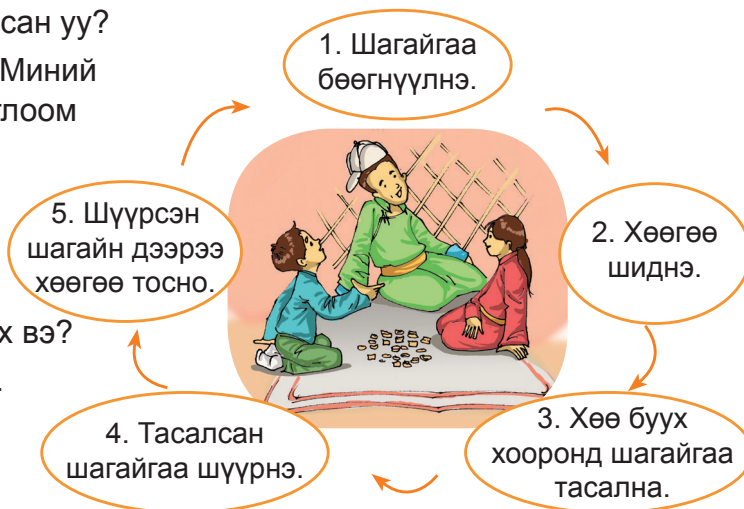 сан уу?
Миний
лоом
х вэ?
.
1. Шагайгаа
бөөгнүүлнэ.
2. Хөөгөө
шиднэ.
3. Хөө буух
хооронд шагайгаа
тасална.
4. Тасалсан
шагайгаа шүүрнэ.
5. Шүүрсэн
шагайн дээрээ
хөөгөө тосно.